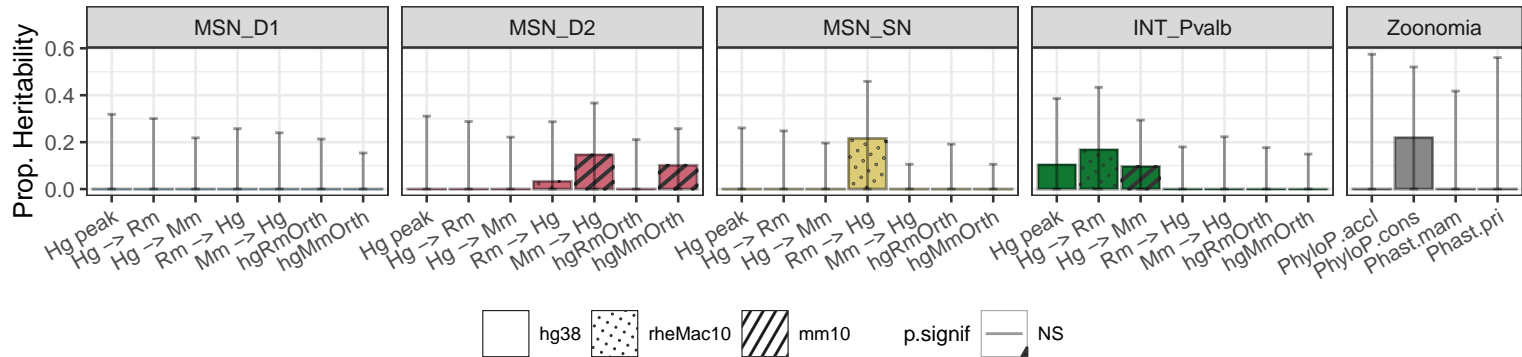 MSN_D1 MSN_D2 MSN_SN INT_Pvalb Zoonomia
Prop. Heritability
0.6
0.4
0.2
0.0
Hg peak Hg −> Rm Hg −> Mm Rm −> Hg Mm −> Hg hgRmOrth hgMmOrth Hg peak Hg −> Rm Hg −> Mm Rm −> Hg Mm −> Hg hgRmOrth hgMmOrth Hg peak Hg −> Rm Hg −> Mm Rm −> Hg Mm −> Hg hgRmOrth hgMmOrth Hg peak Hg −> Rm Hg −> Mm Rm −> Hg Mm −> Hg hgRmOrth hgMmOrth PhyloP.accl PhyloP.cons Phast.mam Phast.pri
hg38 rheMac10 mm10 p.signif NS